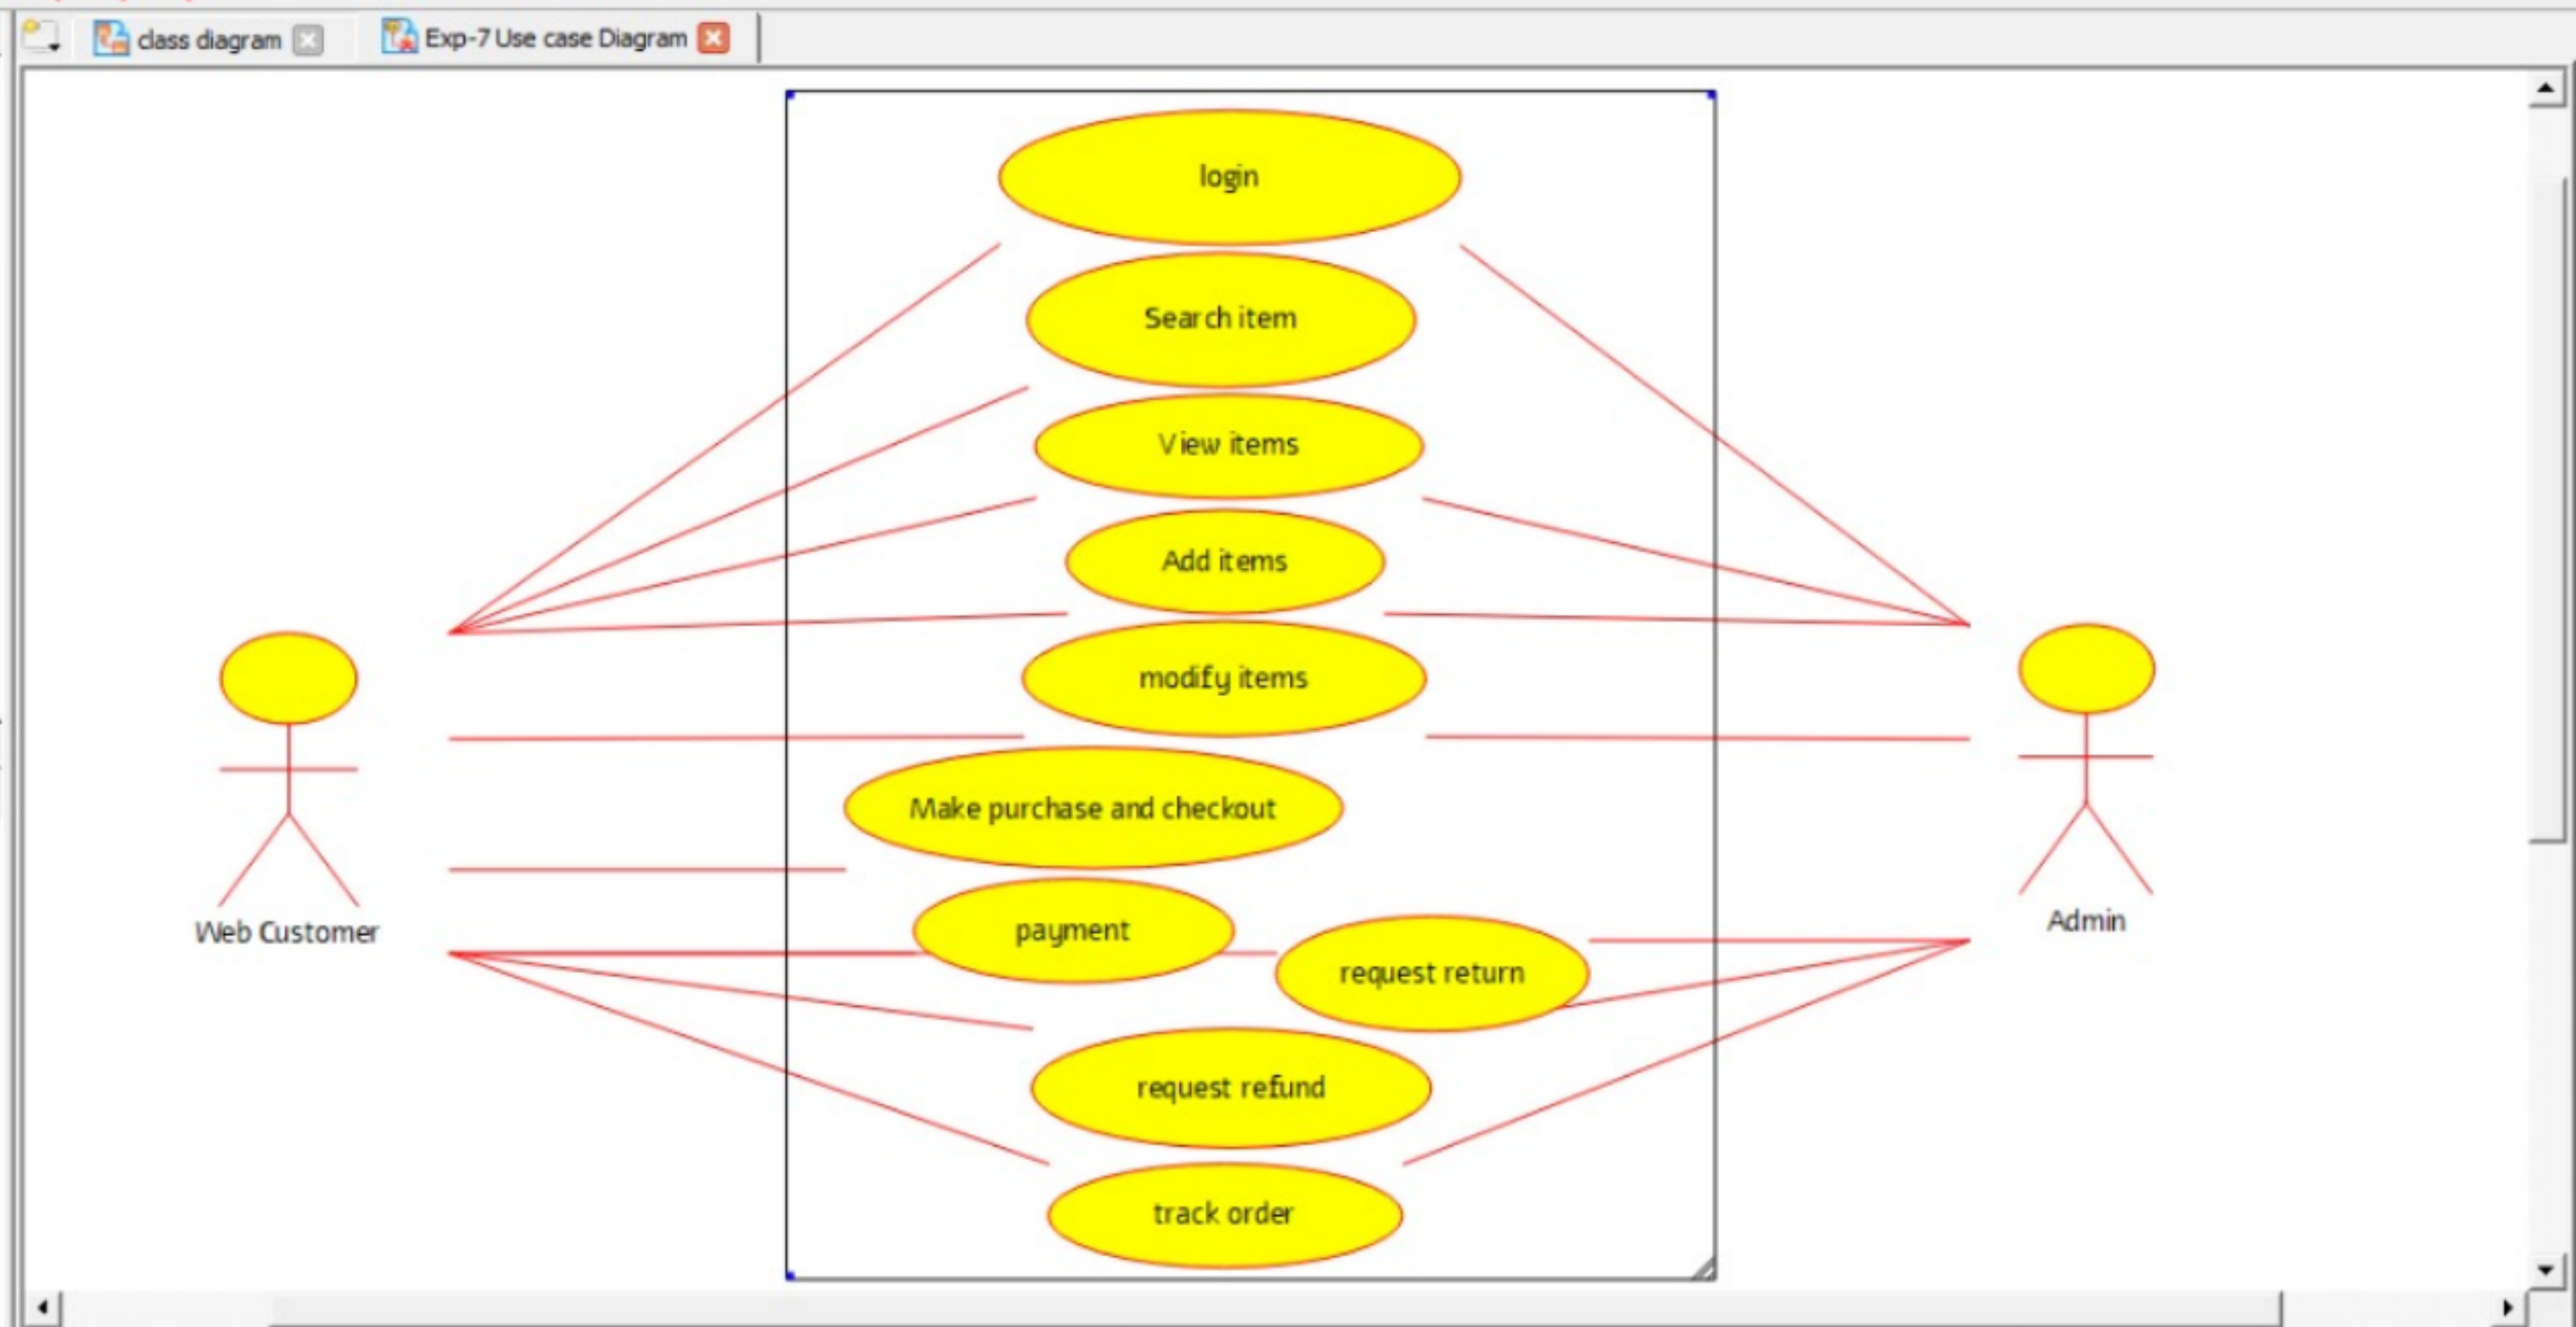 class diagram
Exp-7 Use case Diagram
login
Search item
View items
Add items
modify items
Make purchase and checkout
payment
request return
Web Customer
Admin
request refund
track order